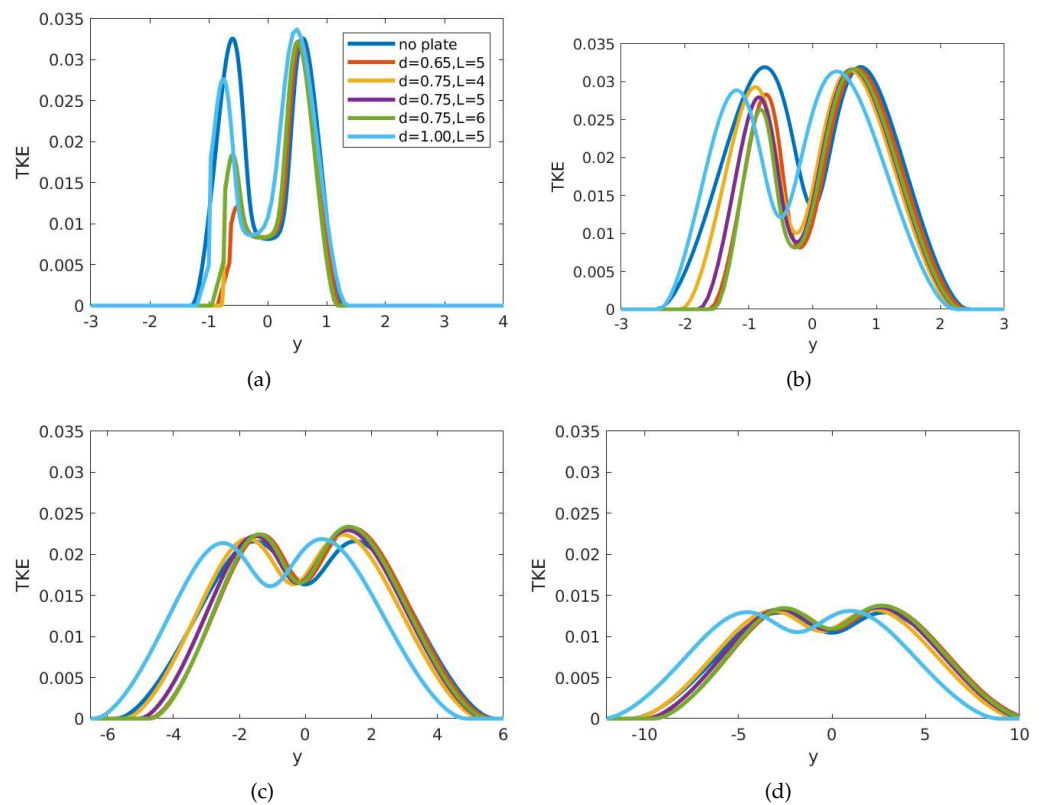 0.035
0.03
0.025
0.02
0.015
0.01
0.005
0
TKE
-3 -2 -1 0 1 2 3 4
y
no plate
d=0.65,L=5
d=0.75,L=4
d=0.75,L=5
d=0.75,L=6
d=1.00,L=5
(a)
0.035
0.03
0.025
0.02
0.015
0.01
0.005
0
TKE
-3 -2 -1 0 1 2 3
y
(b)
0.035
0.03
0.025
0.02
0.015
0.01
0.005
0
TKE
-6 -4 -2 0 2 4 6
y
(c)
0.035
0.03
0.025
0.02
0.015
0.01
0.005
0
TKE
-10 -5 0 5 10
y
(d)